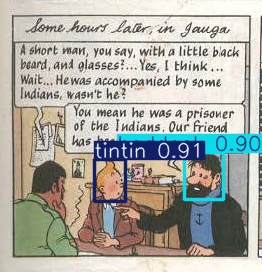 Some hours later, in Jauga
A short man, you say, with a little black
beard, and glasses?... Yes, I think...
Wait... He was accompanied by some
Indians, wasn't he?
You mean he was a prisoner
of the Indians. Our friend
has
tintin 0.91
0.90